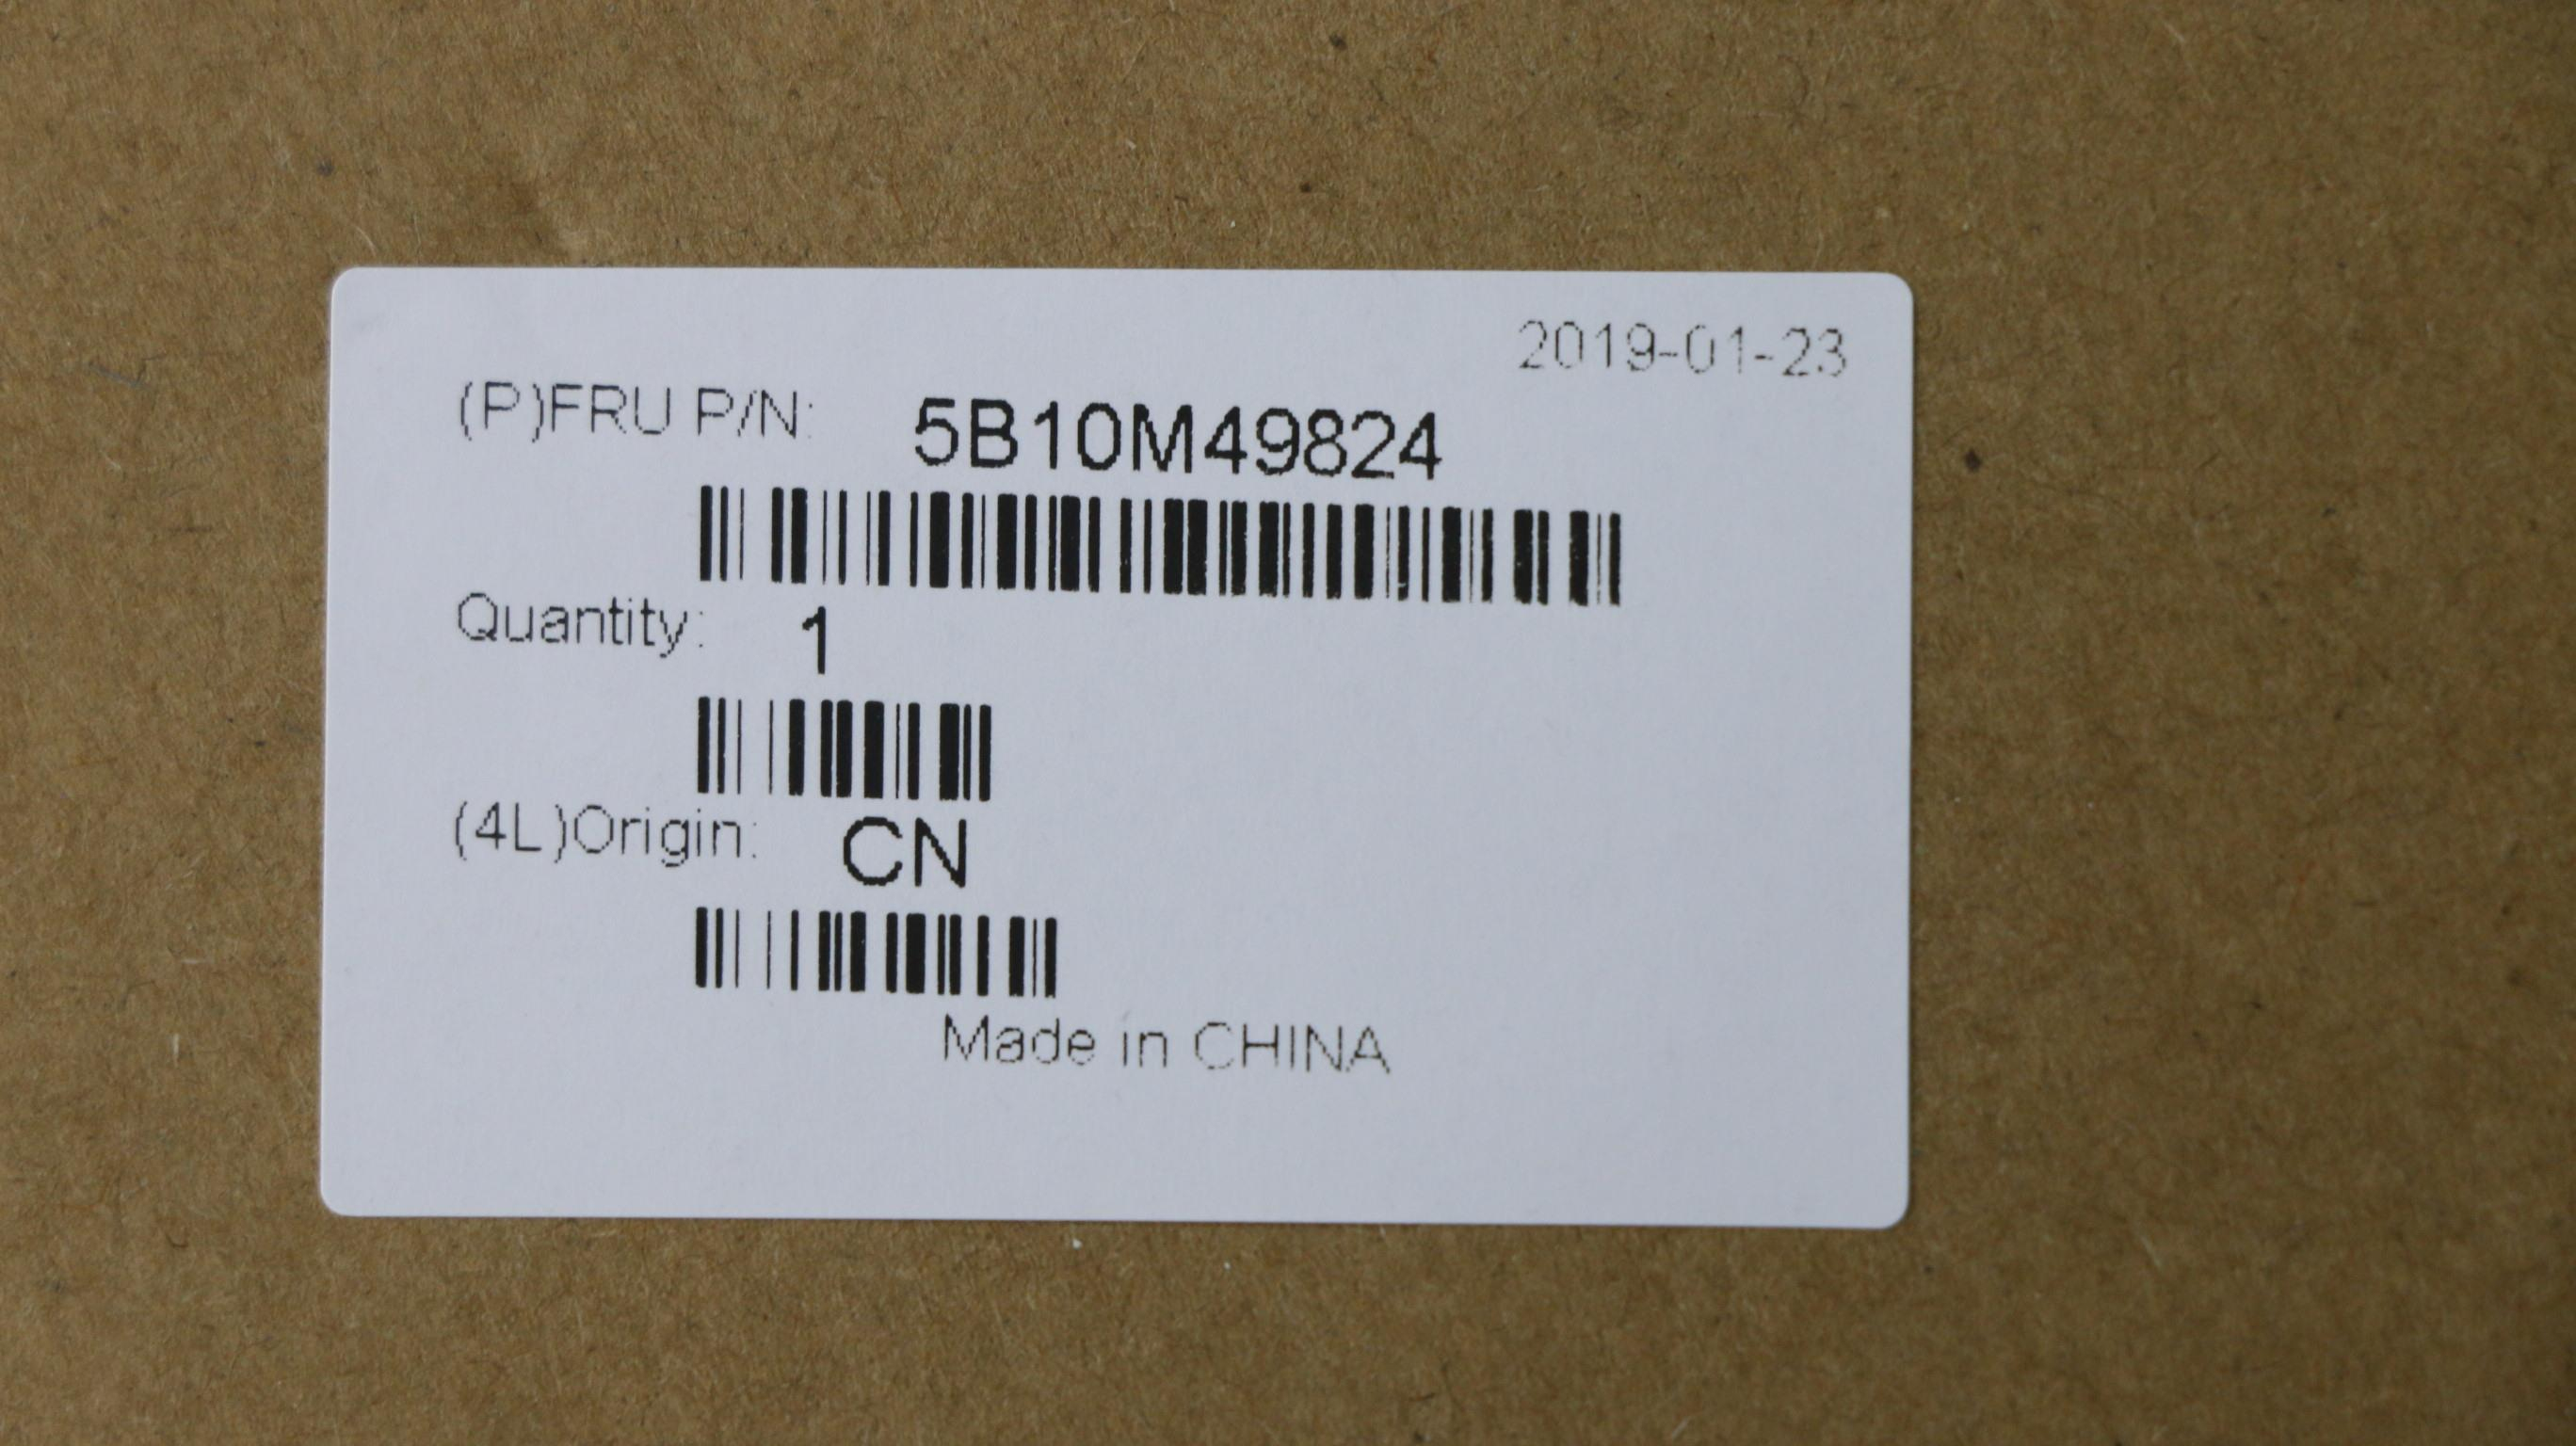 2019-01-23
(P)FRU P/N: 5B10M49824
Quantity: 1
(4L)Origin: CN
Made in CHINA